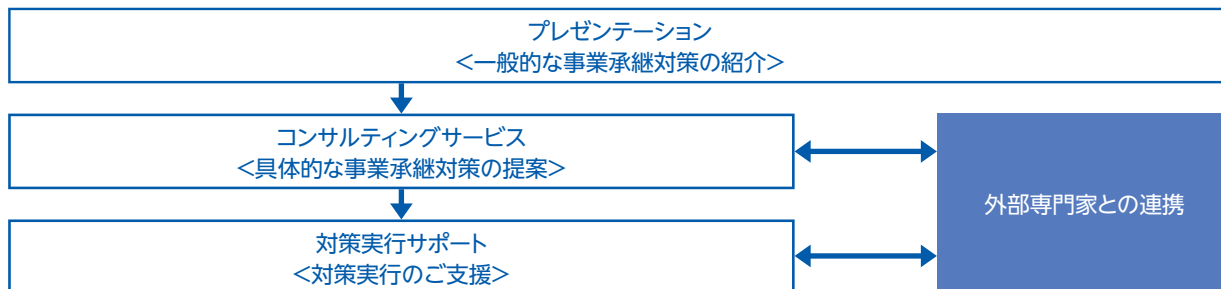 プレゼンテーション
<一般的な事業承継対策の紹介>
コンサルティングサービス
<具体的な事業承継対策の提案>
外部専門家との連携
対策実行サポート
<対策実行のご支援>